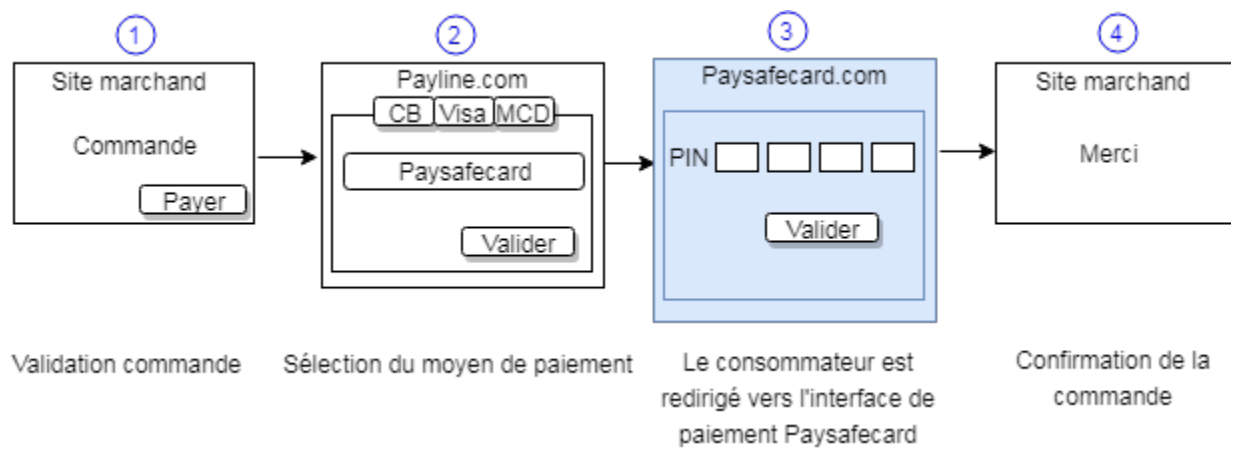 1
Site marchand
Commande
Payer
Validation commande
2
Payline.com
CB Visa MCD
Paysafecard
Valider
Sélection du moyen de paiement
3
Paysafecard.com
PIN
Valider
Le consommateur est
redirigé vers l'interface de
paiement Paysafecard
4
Site marchand
Merci
Confirmation de la
commande